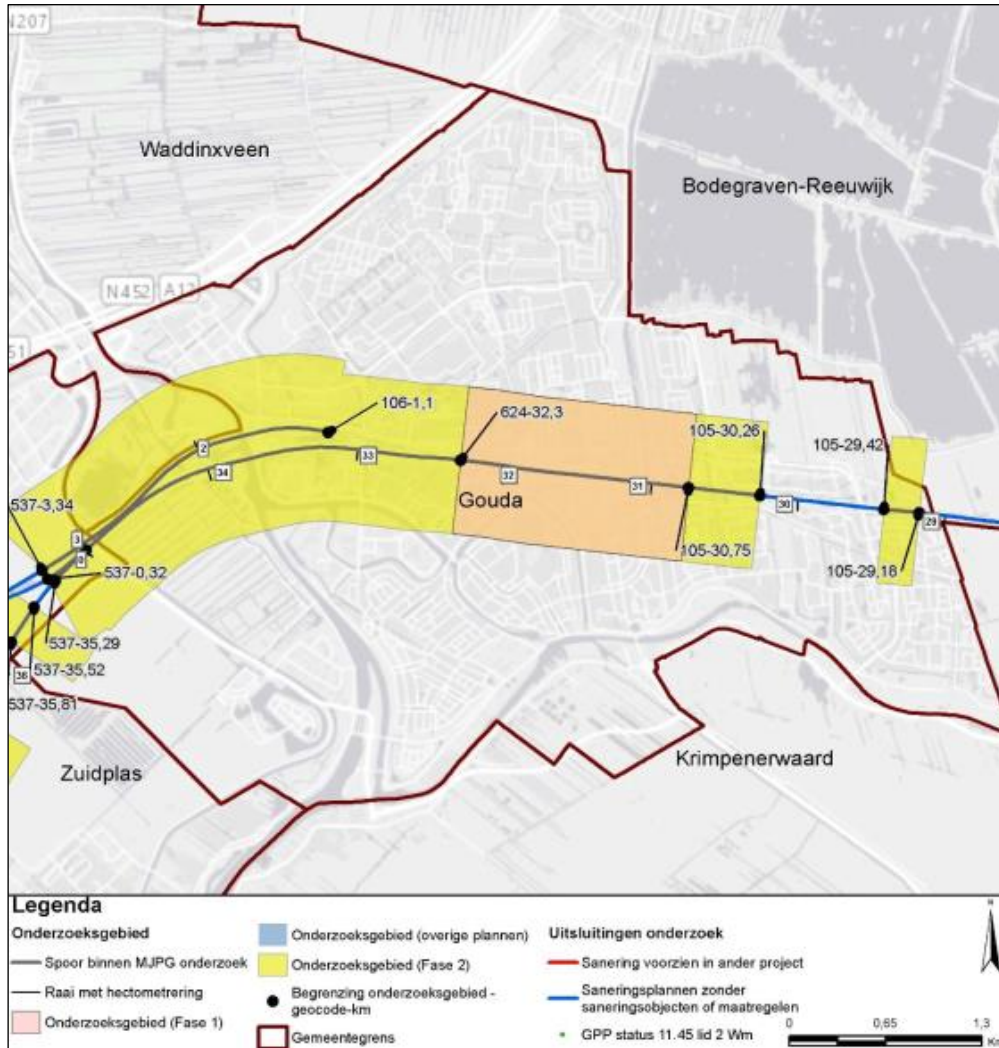 N207
Waddinxveen
Bodegraven-Reeuwijk
N452
A12
51
106-1,1
624-32,3
105-30,26
105-29,42
2
33
34
32
31
30
29
Gouda
537-3,34
3
0
105-30,75
105-29,18
537-0,32
537-35,29
36
537-35,52
537-35,81
Zuidplas
Krimpenerwaard
Legenda
Onderzoeksgebied
Spoor binnen MJPG onderzoek
Raai met hectometrering
Onderzoeksgebied (Fase 1)
Onderzoeksgebied (overige plannen)
Onderzoeksgebied (Fase 2)
Begrenzing onderzoeksgebied -
geocode-km
Gemeentegrens
Uitsluitingen onderzoek
Sanering voorzien in ander project
Saneringsplannen zonder
saneringsobjecten of maatregelen
GPP status 11.45 lid 2 Wm
N
0 0,65 1,3